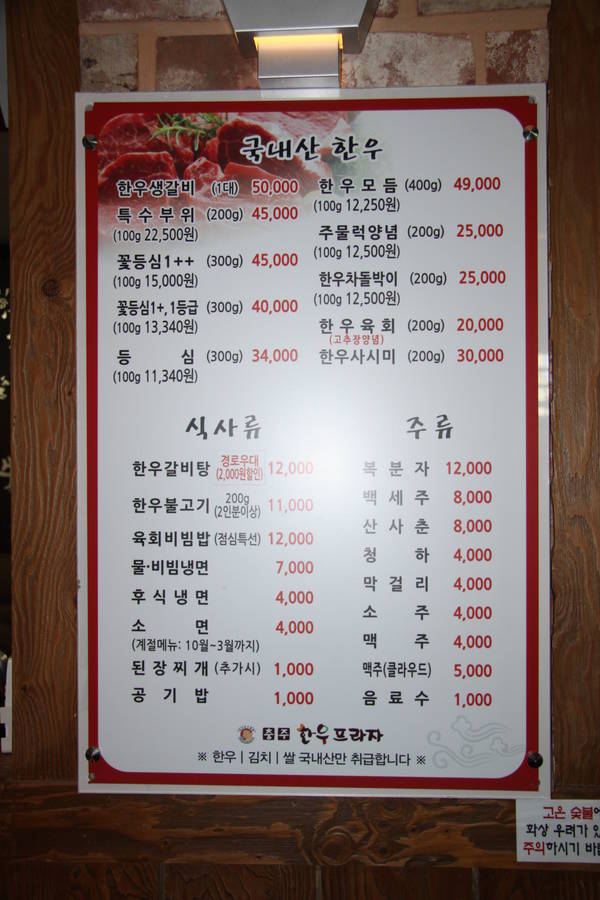 국내산 한우
한우생갈비 (1대) 50,000
특수부위 (200g) 45,000
(100g 22,500원)
꽃등심1++ (300g) 45,000
(100g 15,000원)
꽃등심1+, 1등급 (300g) 40,000
(100g 13,340원)
등심 (300g) 34,000
(100g 11,340원)
한우모듬 (400g) 49,000
(100g 12,250원)
주물럭양념 (200g) 25,000
(100g 12,500원)
한우차돌박이 (200g) 25,000
(100g 12,500원)
한우육회 (200g) 20,000
(고추장양념)
한우사시미 (200g) 30,000
식사류
한우갈비탕 경로우대 (2,000원할인) 12,000
한우불고기 200g (2인분이상) 11,000
육회비빔밥 (점심특선) 12,000
물·비빔냉면 7,000
후식냉면 4,000
소면 4,000
(계절메뉴: 10월~3월까지)
된장찌개 (추가시) 1,000
공기밥 1,000
주류
복분자 12,000
백세주 8,000
산사춘 8,000
청하 4,000
막걸리 4,000
소주 4,000
맥주 4,000
맥주(클라우드) 5,000
음료수 1,000
충주 한우프라자
※ 한우 | 김치 | 쌀 국내산만 취급합니다 ※
고온 숯불에
화상 우려가 있
주의하시기 바